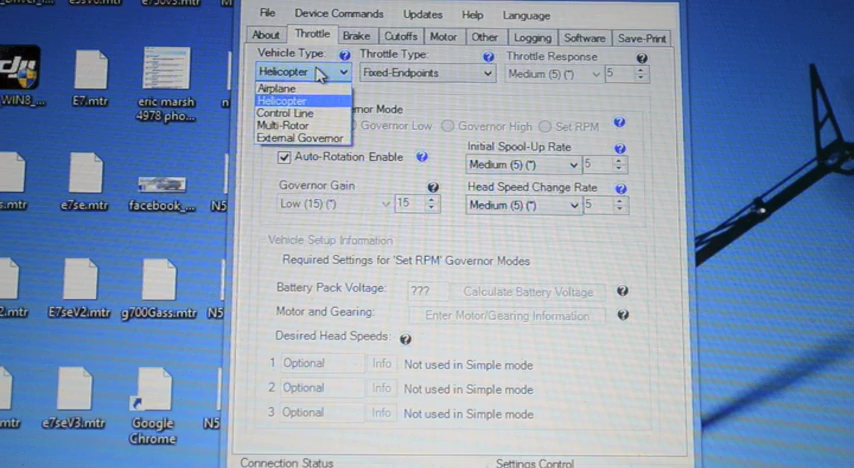 File Device Commands Updates Help Language
About Throttle Brake Cutoffs Motor Other Logging Software Save-Print
Vehicle Type: Throttle Type: Throttle Response
Helicopter Fixed-Endpoints Medium (5) (*) 5
Airplane
Helicopter
Control Line
Multi-Rotor
External Governor
Mode
Governor Low Governor High Set RPM
Auto-Rotation Enable
Initial Spool-Up Rate
Medium (5) (*) 5
Governor Gain
Low (15) (*) 15
Head Speed Change Rate
Medium (5) (*) 5
Vehicle Setup Information
Required Settings for 'Set RPM' Governor Modes
Battery Pack Voltage: ??? Calculate Battery Voltage
Motor and Gearing: Enter Motor/Gearing Information
Desired Head Speeds:
1 Optional Info Not used in Simple mode
2 Optional Info Not used in Simple mode
3 Optional Info Not used in Simple mode
Connection Status Settings Control
WIN8_...
E7.mtr
eric marsh
4978 pho...
e7se.mtr
facebook_...
E7seV2.mtr
g700Gass.mtr
e7seV3.mtr
Google
Chrome